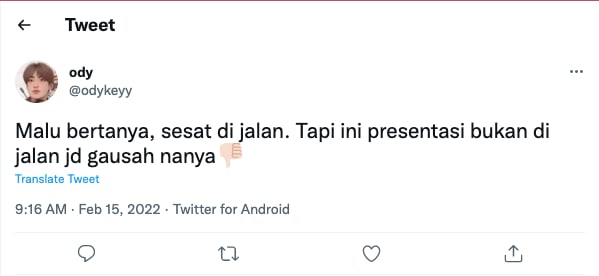 Tweet
ody
@odykeyy
Malu bertanya, sesat di jalan. Tapi ini presentasi bukan di
jalan jd gausah nanya👎🏻
Translate Tweet
9:16 AM · Feb 15, 2022 · Twitter for Android